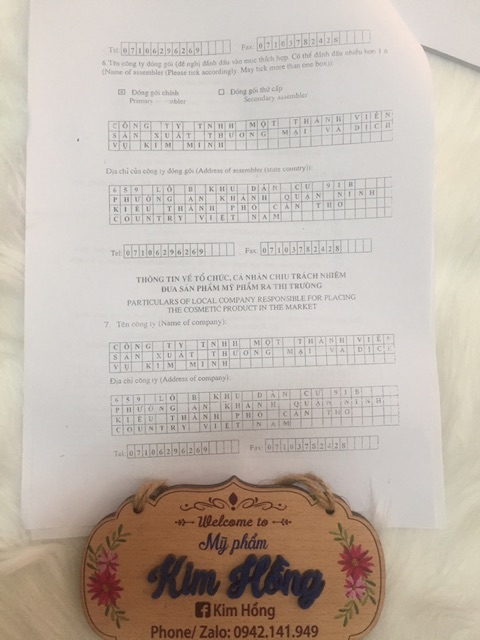 Tel: 07106296269 Fax: 07103782428
6. Tên công ty đóng gói (đề nghị đánh dấu vào mục thích hợp. Có thể đánh dấu nhiều hơn 1 ô
(Name of assembler (Please tick accordingly. May tick more than one box))
Đóng gói chính Đóng gói thứ cấp
Primary Secondary assembler
CÔNG TY TNHH MỘT THÀNH VIÊN
SẢN XUẤT THƯƠNG MẠI VÀ DỊCH
VỤ KIM MINH
Địa chỉ của công ty đóng gói (Address of assembler (state country)):
659 LÔ B KHU DÂN CƯ 91B
PHƯỜNG AN KHÁNH QUẬN NINH
KIỀU THÀNH PHỐ CẦN THƠ
COUNTRY VIỆT NAM
Tel: 07106296269 Fax: 07103782428
THÔNG TIN VỀ TỔ CHỨC, CÁ NHÂN CHỊU TRÁCH NHIỆM
ĐƯA SẢN PHẨM MỸ PHẨM RA THỊ TRƯỜNG
PARTICULARS OF LOCAL COMPANY RESPONSIBLE FOR PLACING
THE COSMETIC PRODUCT IN THE MARKET
7. Tên công ty (Name of company):
CÔNG TY TNHH MỘT THÀNH VIÊN
SẢN XUẤT THƯƠNG MẠI VÀ DỊCH
VỤ KIM MINH
Địa chỉ công ty (Address of company):
659 LÔ B KHU DÂN CƯ 91B
PHƯỜNG AN KHÁNH QUẬN NINH
KIỀU THÀNH PHỐ CẦN THƠ
COUNTRY VIỆT NAM
Tel: 07106296269 Fax: 07103782428
Welcome to
Mỹ phẩm
Kim Hồng
Kim Hồng
Phone/ Zalo: 0942.141.949